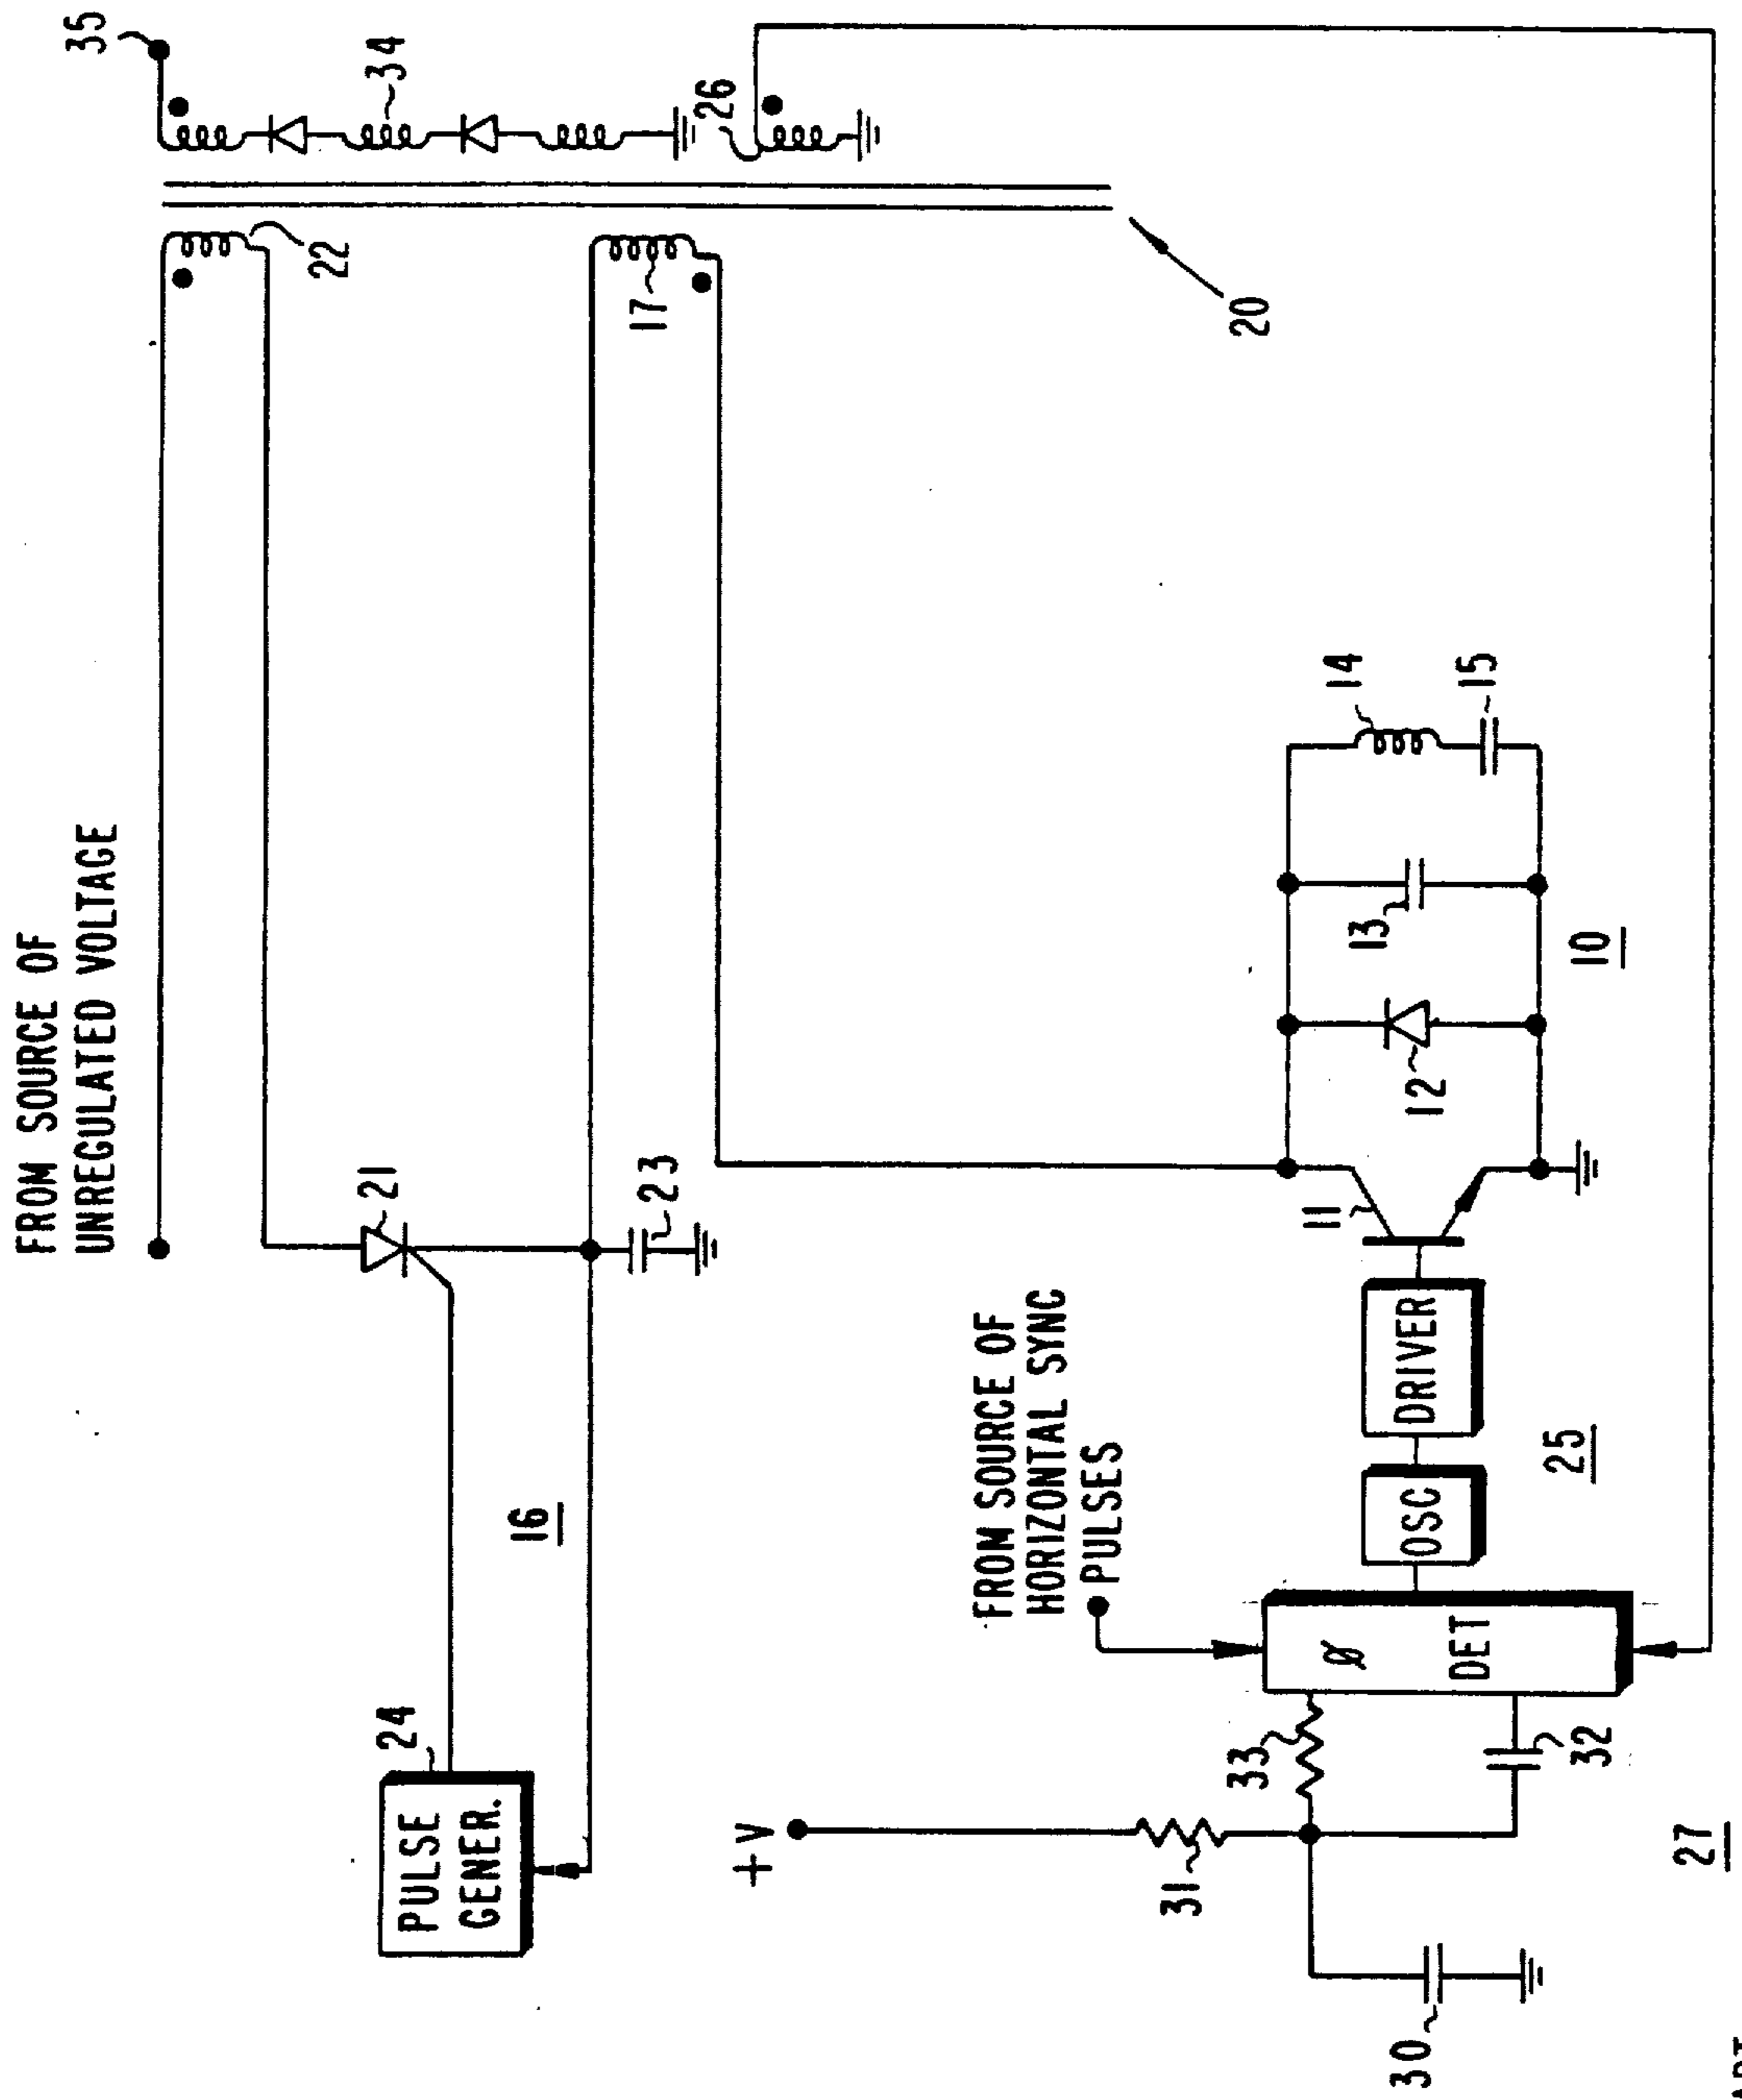 FROM SOURCE OF
UNREGULATED VOLTAGE
35
34
26
22
17
20
21
23
24
PULSE
GENER.
16
FROM SOURCE OF
HORIZONTAL SYNC
PULSES
+V
31
33
30
32
27
Ø
DET
OSC
DRIVER
25
11
12
13
14
15
10